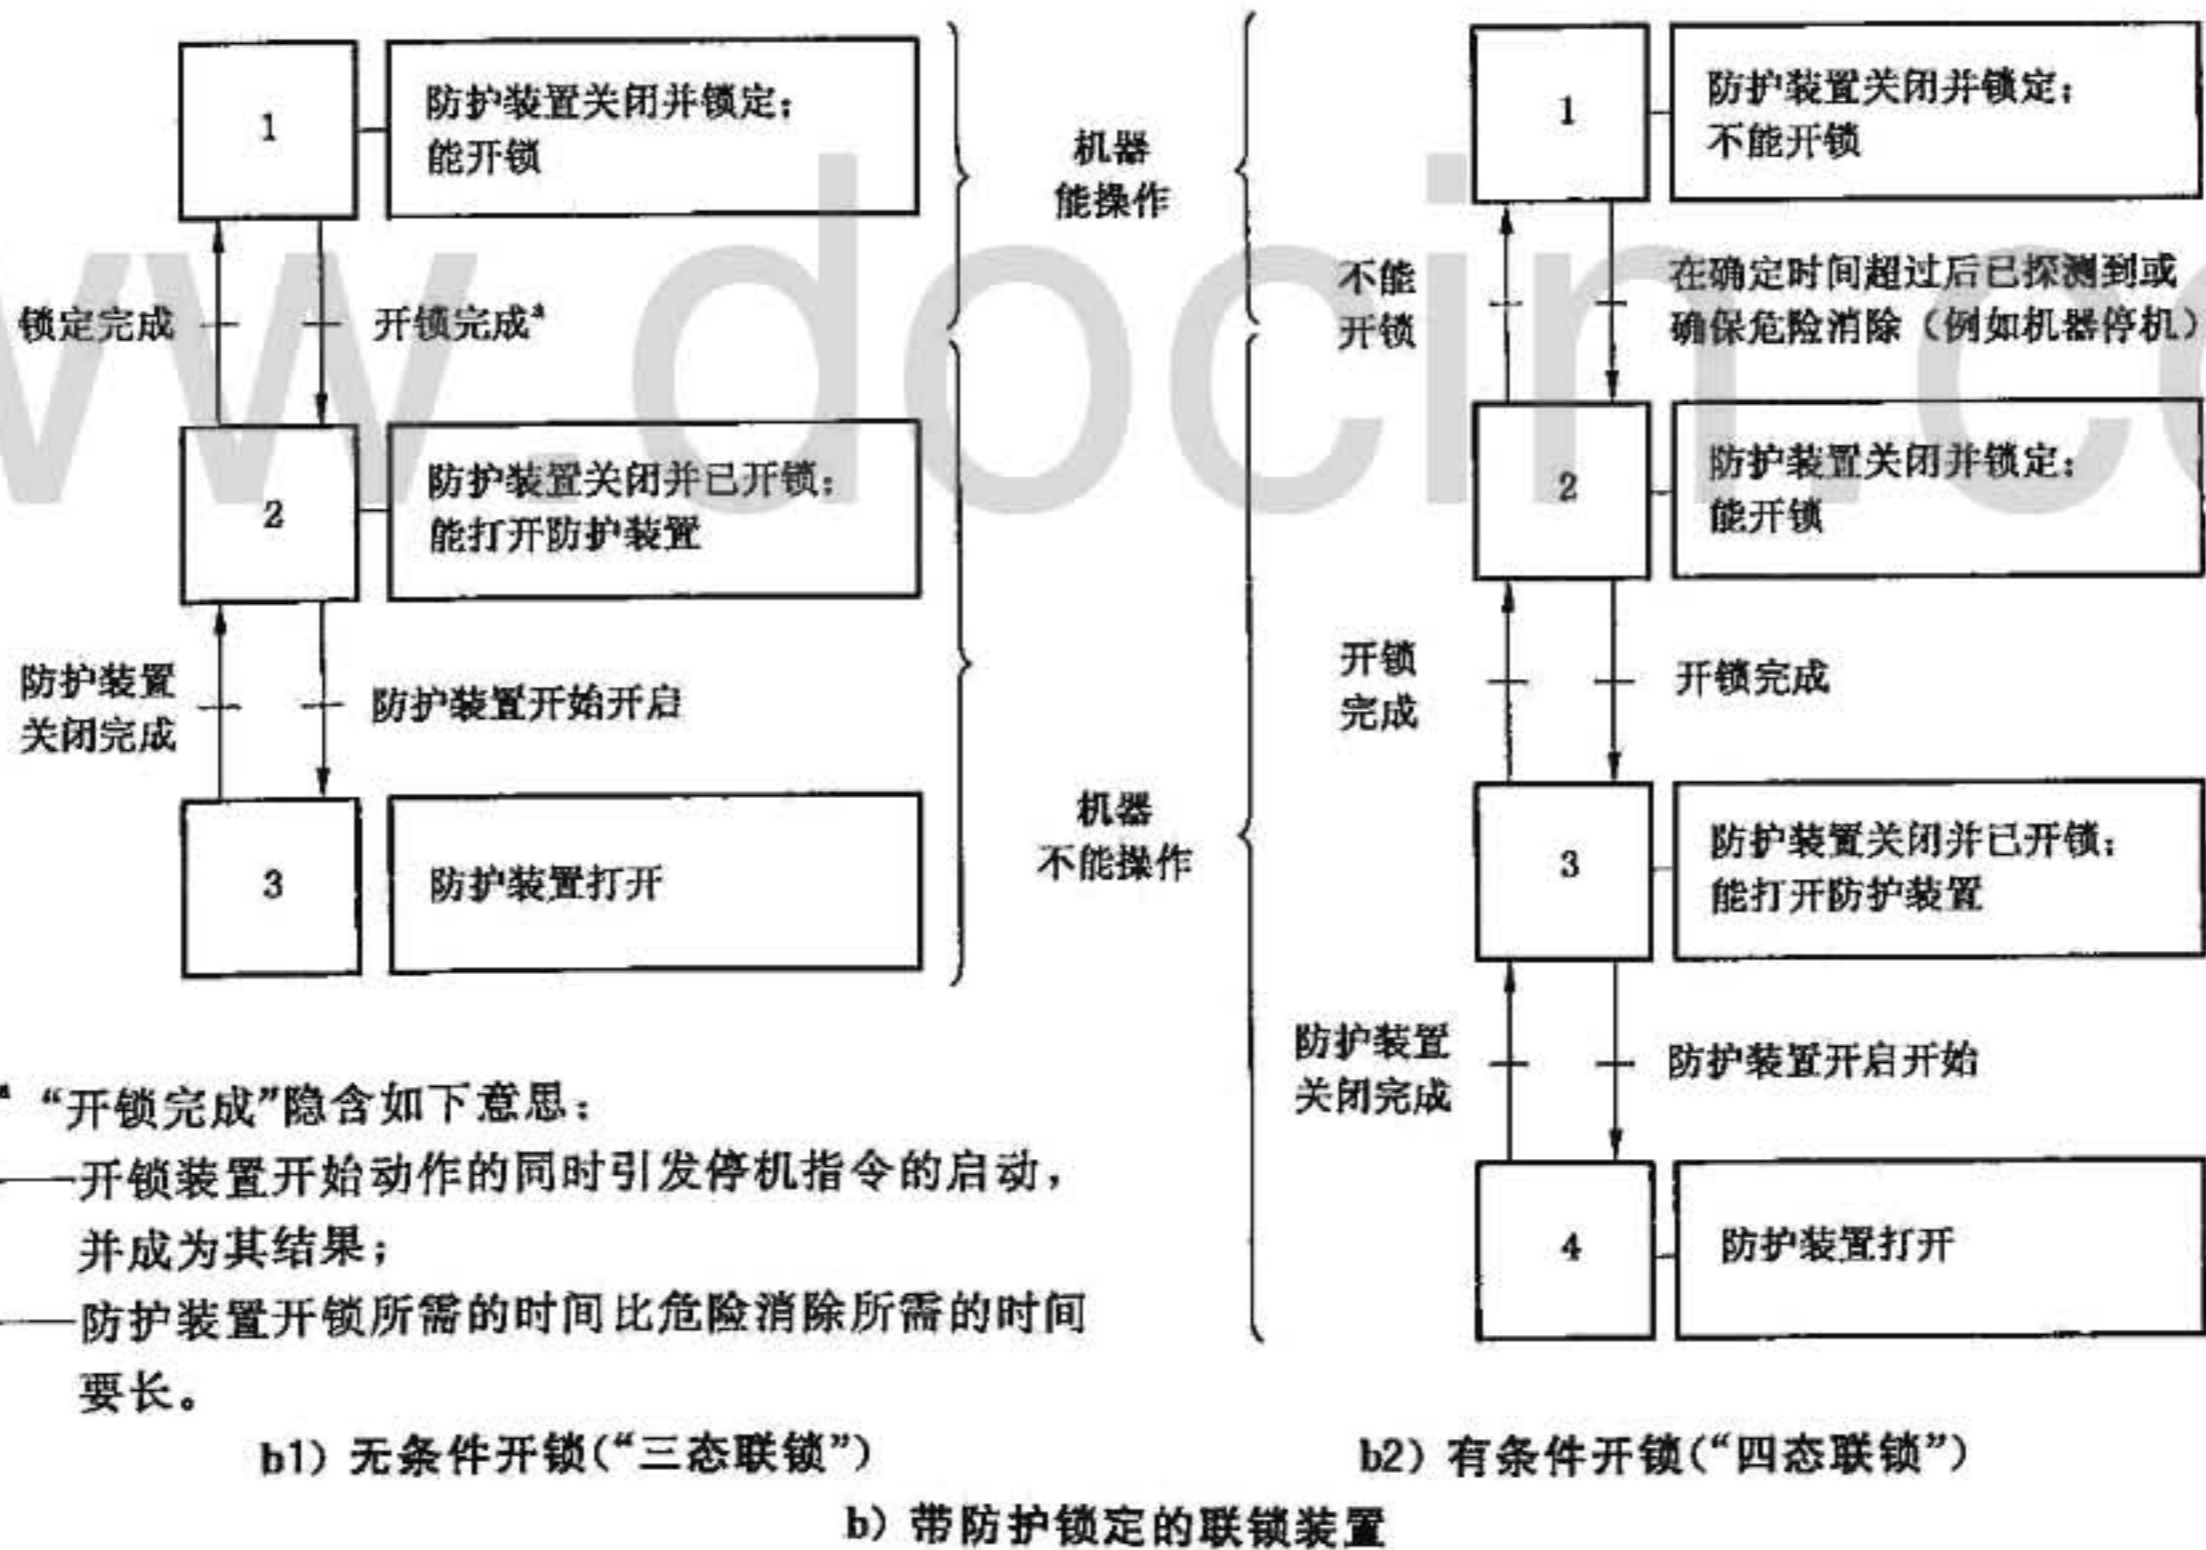 1
防护装置关闭并锁定；
能开锁
锁定完成
开锁完成ᵃ
2
防护装置关闭并已开锁；
能打开防护装置
防护装置
关闭完成
防护装置开始开启
3
防护装置打开
机器
能操作
机器
不能操作
1
防护装置关闭并锁定；
不能开锁
不能
开锁
在确定时间超过后已探测到或
确保危险消除（例如机器停机）
2
防护装置关闭并锁定；
能开锁
开锁
完成
开锁完成
3
防护装置关闭并已开锁；
能打开防护装置
防护装置
关闭完成
防护装置开启开始
4
防护装置打开
ᵃ “开锁完成”隐含如下意思：
——开锁装置开始动作的同时引发停机指令的启动，
并成为其结果；
——防护装置开锁所需的时间比危险消除所需的时间
要长。
b1）无条件开锁（“三态联锁”）
b2）有条件开锁（“四态联锁”）
b）带防护锁定的联锁装置
www.docin.co